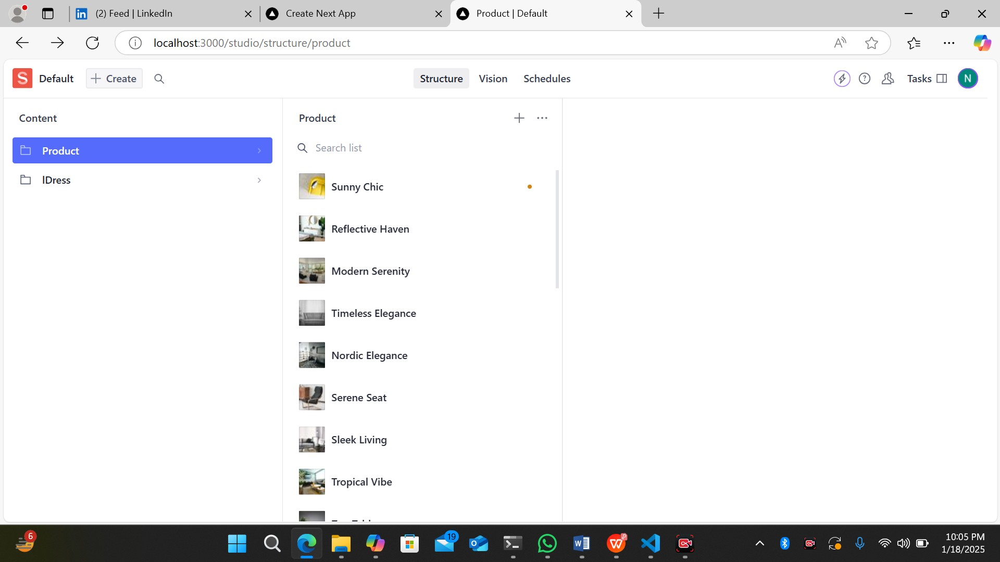 (2) Feed | LinkedIn
Create Next App
Product | Default
localhost:3000/studio/structure/product
S Default
Create
Structure
Vision
Schedules
Tasks
N
Content
Product
lDress
Product
Search list
Sunny Chic
Reflective Haven
Modern Serenity
Timeless Elegance
Nordic Elegance
Serene Seat
Sleek Living
Tropical Vibe
6
19
10:05 PM
1/18/2025